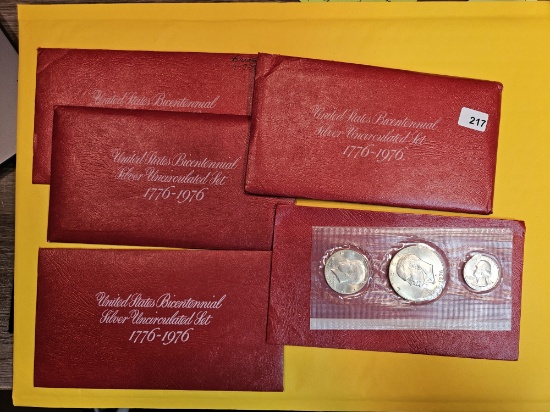 United States Bicentennial
United States Bicentennial
Silver Uncirculated Set
1776-1976
217
United States Bicentennial
Silver Uncirculated Set
1776-1976
United States Bicentennial
Silver Uncirculated Set
1776-1976